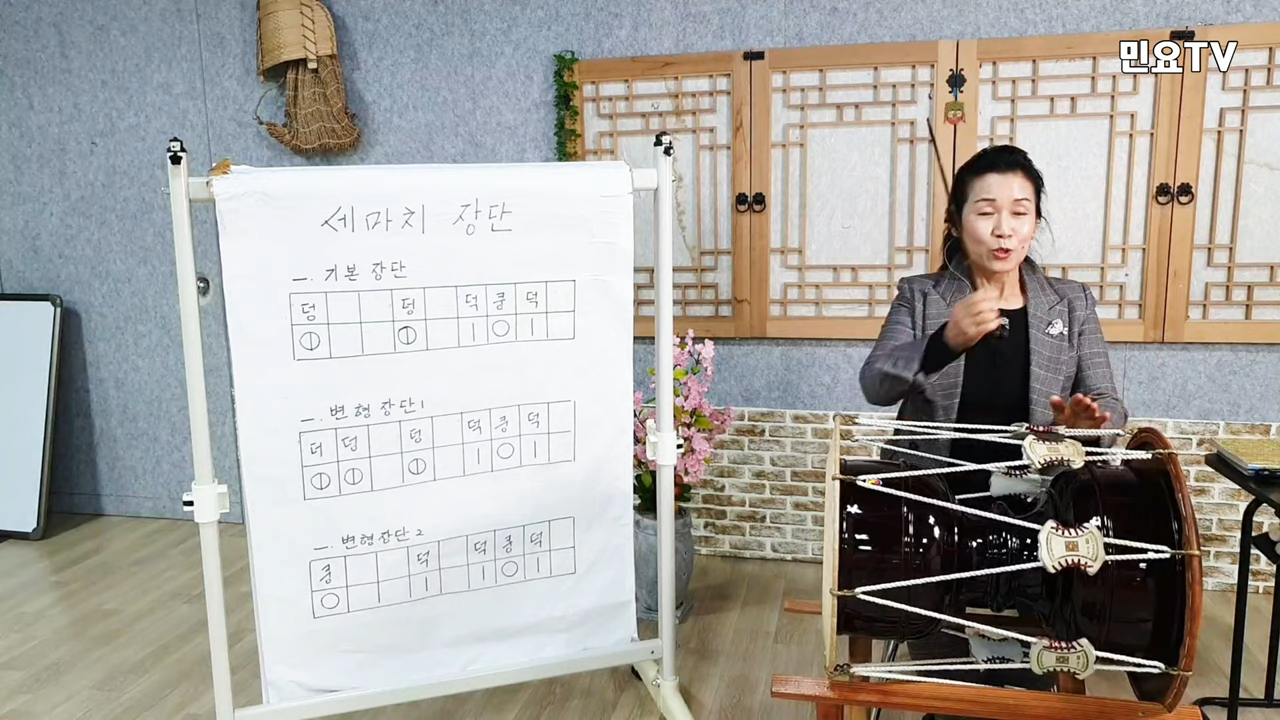 민요TV
세마치 장단
一. 기본 장단
덩 덩 덕 쿵 덕
一. 변형 장단1
더 덩 덩 덕 쿵 덕
一. 변형장단 2
쿵 덕 덕 쿵 덕